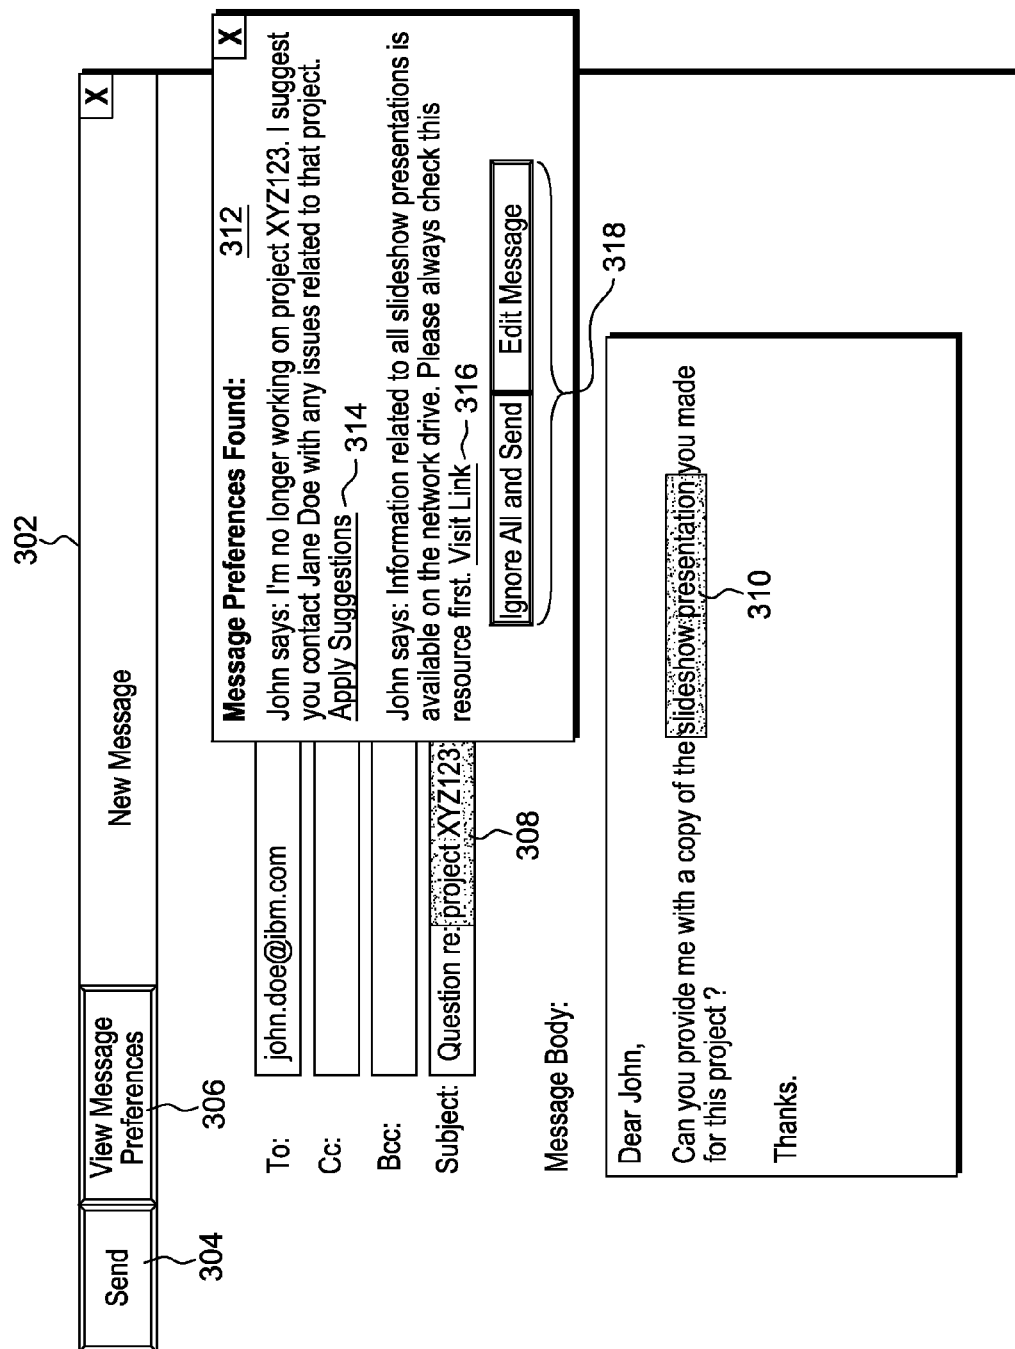 302
New Message
X
Send
View Message
Preferences
304
306
To:
john.doe@ibm.com
Cc:
Bcc:
Subject:
Question re: project XYZ123
308
Message Preferences Found:
312
X
John says: I'm no longer working on project XYZ123. I suggest
you contact Jane Doe with any issues related to that project.
Apply Suggestions
314
John says: Information related to all slideshow presentations is
available on the network drive. Please always check this
resource first. Visit Link
316
Ignore All and Send
Edit Message
318
Message Body:
Dear John,
Can you provide me with a copy of the slideshow presentation you made
for this project ?
310
Thanks.